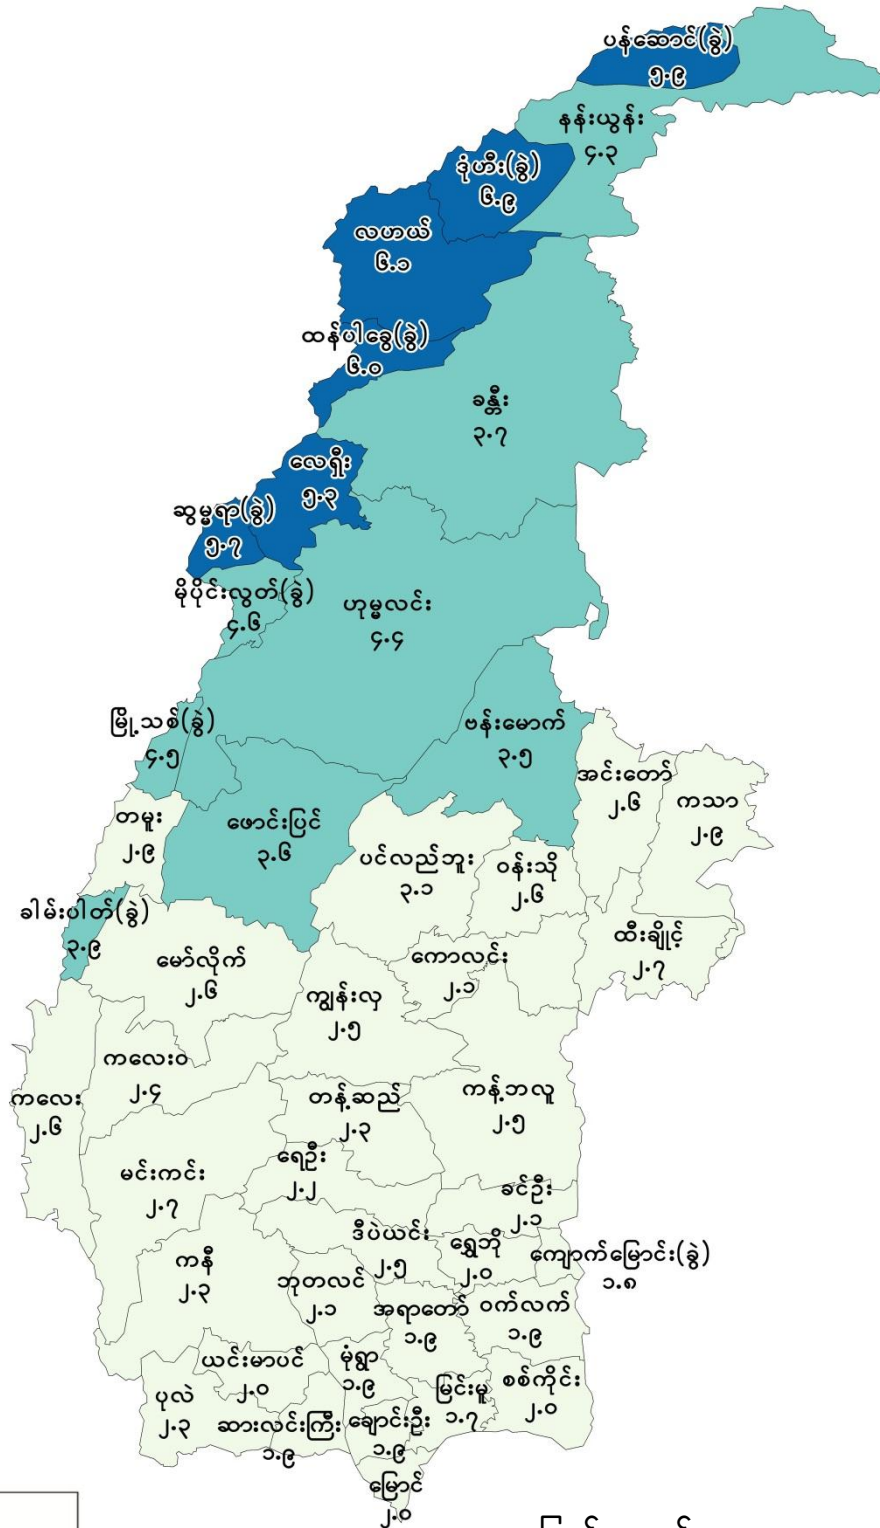 ပန်ဆောင်(ခွဲ)
၅.၉
နန်းယွန်း
၄.၃
ဒုံဟီး(ခွဲ)
၆.၉
လဟယ်
၆.၁
ထန်ပါခွေ(ခွဲ)
၆.၀
ခန္တီး
၃.၇
လေရှီး
၅.၃
ဆွမ္မရာ(ခွဲ)
၅.၇
မိုပိုင်းလွတ်(ခွဲ)
၄.၆
ဟုမ္မလင်း
၄.၄
မြို့သစ်(ခွဲ)
၄.၅
ဗန်းမောက်
၃.၅
အင်းတော်
၂.၆
ကသာ
၂.၉
တမူး
၂.၉
ဖောင်းပြင်
၃.၆
ပင်လည်ဘူး
၃.၁
ဝန်းသို
၂.၆
ခါမ်းပါတ်(ခွဲ)
၃.၉
ထီးချိုင့်
၂.၇
မော်လိုက်
၂.၆
ကောလင်း
၂.၁
ကျွန်းလှ
၂.၅
ကလေးဝ
၂.၄
ကလေး
၂.၆
တန့်ဆည်
၂.၃
ကန့်ဘလူ
၂.၅
မင်းကင်း
၂.၇
ရေဦး
၂.၂
ခင်ဦး
၂.၁
ဒီပဲယင်း
၂.၅
ရွှေဘို
၂.၀
ကျောက်မြောင်း(ခွဲ)
၁.၈
ကနီ
၂.၃
ဘုတလင်
၂.၁
အရာတော်
၁.၉
ဝက်လက်
၁.၉
ယင်းမာပင်
၂.၀
မုံရွာ
၁.၉
မြင်းမူ
၁.၇
စစ်ကိုင်း
၂.၀
ပုလဲ
၂.၃
ဆားလင်းကြီး
၁.၉
ချောင်းဦး
၁.၉
မြောင်
၂.၀